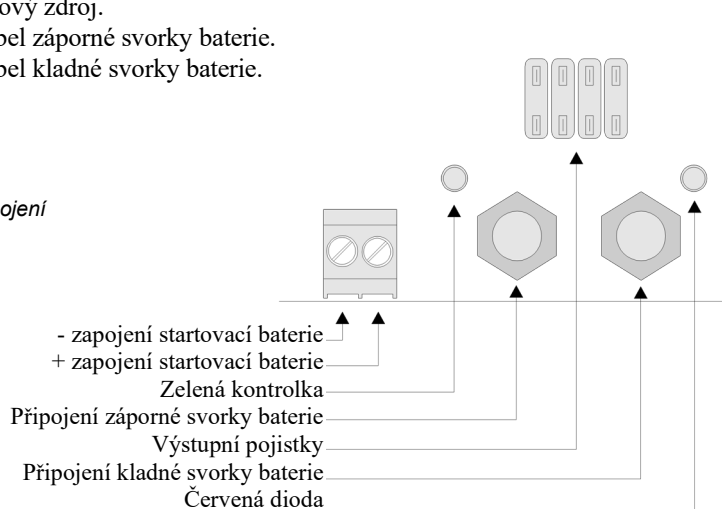 ový zdroj.
bel záporné svorky baterie.
bel kladné svorky baterie.
ojení
- zapojení startovací baterie
+ zapojení startovací baterie
Zelená kontrolka
Připojení záporné svorky baterie
Výstupní pojistky
Připojení kladné svorky baterie
Červená dioda